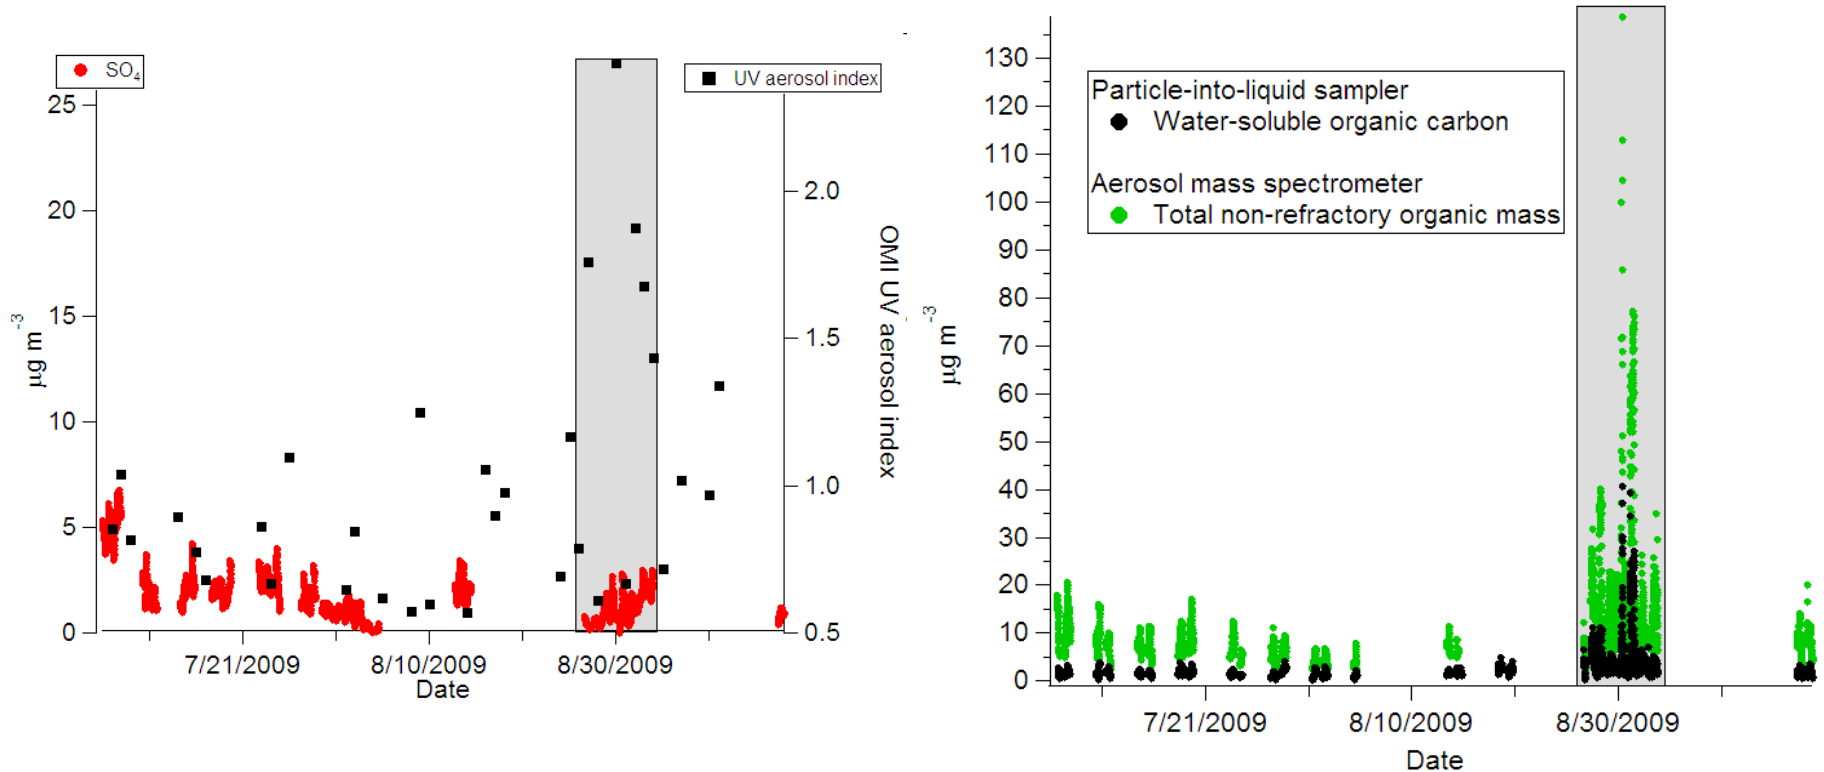 SO4
UV aerosol index
25
20
15
10
5
0
μg m-3
2.0
1.5
1.0
0.5
OMI UV aerosol index
7/21/2009
8/10/2009
8/30/2009
Date
130
120
110
100
90
80
70
60
50
40
30
20
10
0
μg m-3
Particle-into-liquid sampler
Water-soluble organic carbon
Aerosol mass spectrometer
Total non-refractory organic mass
7/21/2009
8/10/2009
8/30/2009
Date